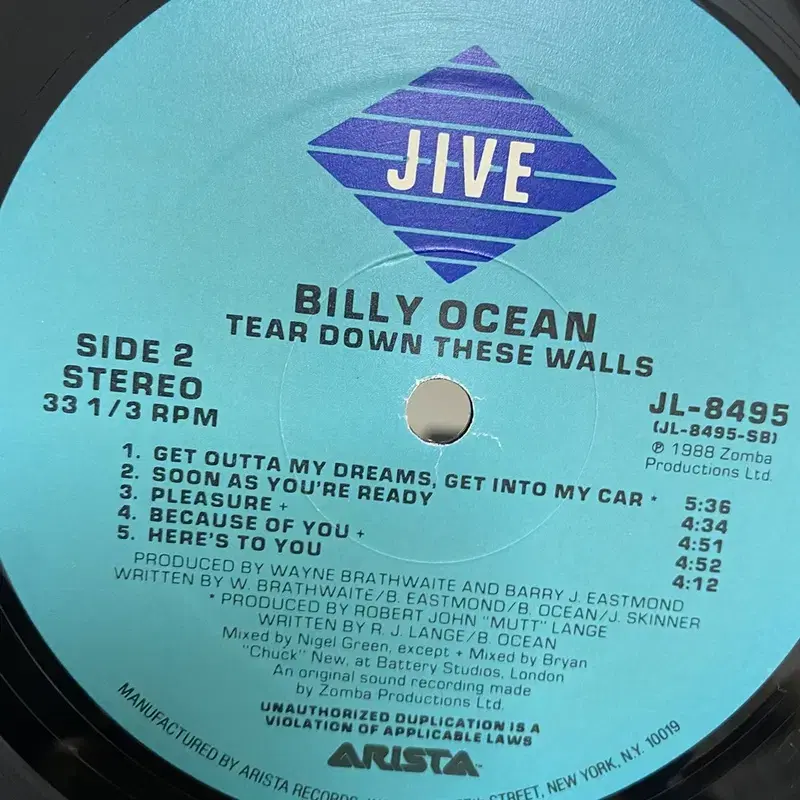 JIVE
BILLY OCEAN
TEAR DOWN THESE WALLS
SIDE 2
STEREO
33 1/3 RPM
JL-8495
(JL-8495-SB)
℗ 1988 Zomba
Productions Ltd.
1. GET OUTTA MY DREAMS, GET INTO MY CAR * 5:36
2. SOON AS YOU'RE READY 4:34
3. PLEASURE + 4:51
4. BECAUSE OF YOU + 4:52
5. HERE'S TO YOU 4:12
PRODUCED BY WAYNE BRATHWAITE AND BARRY J. EASTMOND
WRITTEN BY W. BRATHWAITE/B. EASTMOND/B. OCEAN/J. SKINNER
* PRODUCED BY ROBERT JOHN "MUTT" LANGE
WRITTEN BY R. J. LANGE/B. OCEAN
Mixed by Nigel Green, except + Mixed by Bryan
"Chuck" New, at Battery Studios, London
An original sound recording made
by Zomba Productions Ltd.
UNAUTHORIZED DUPLICATION IS A
VIOLATION OF APPLICABLE LAWS
ARISTA™
MANUFACTURED BY ARISTA RECORDS, STREET, NEW YORK, N.Y. 10019